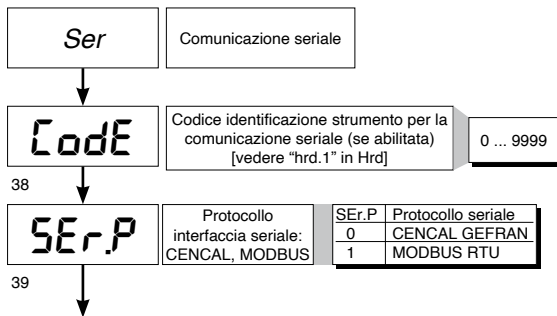 Ser
Comunicazione seriale
CodE
Codice identificazione strumento per la
comunicazione seriale (se abilitata)
[vedere “hrd.1” in Hrd]
0 ... 9999
38
SEr.P
Protocollo
interfaccia seriale:
CENCAL, MODBUS
SEr.P Protocollo seriale
0 CENCAL GEFRAN
1 MODBUS RTU
39